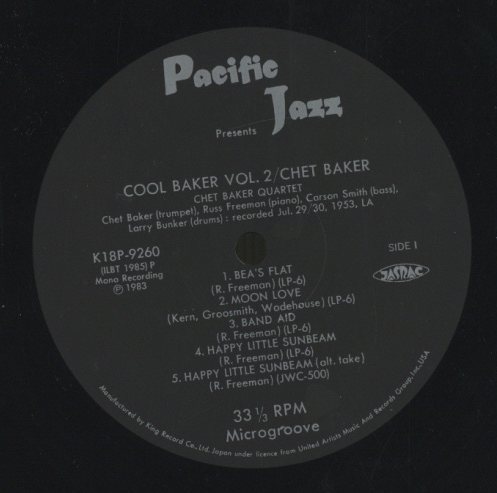 Pacific
Jazz
Presents
COOL BAKER VOL. 2/CHET BAKER
CHET BAKER QUARTET
Chet Baker (trumpet), Russ Freeman (piano), Carson Smith (bass),
Larry Bunker (drums) : recorded Jul. 29/30, 1953, LA
K18P-9260
(ILBT 1985) P
Mono Recording
Ⓟ 1983
SIDE 1
JASRAC
1. BEA'S FLAT
(R. Freeman) (LP-6)
2. MOON LOVE
(Kern, Groosmith, Wodehouse) (LP-6)
3. BAND AID
(R. Freeman) (LP-6)
4. HAPPY LITTLE SUNBEAM
(R. Freeman) (LP-6)
5. HAPPY LITTLE SUNBEAM (alt. take)
(R. Freeman) (JWC-500)
33 1/3 RPM
Microgroove
Manufactured by King Record Co., Ltd. Japan under licence from United Artists Music And Records Group, Inc. USA